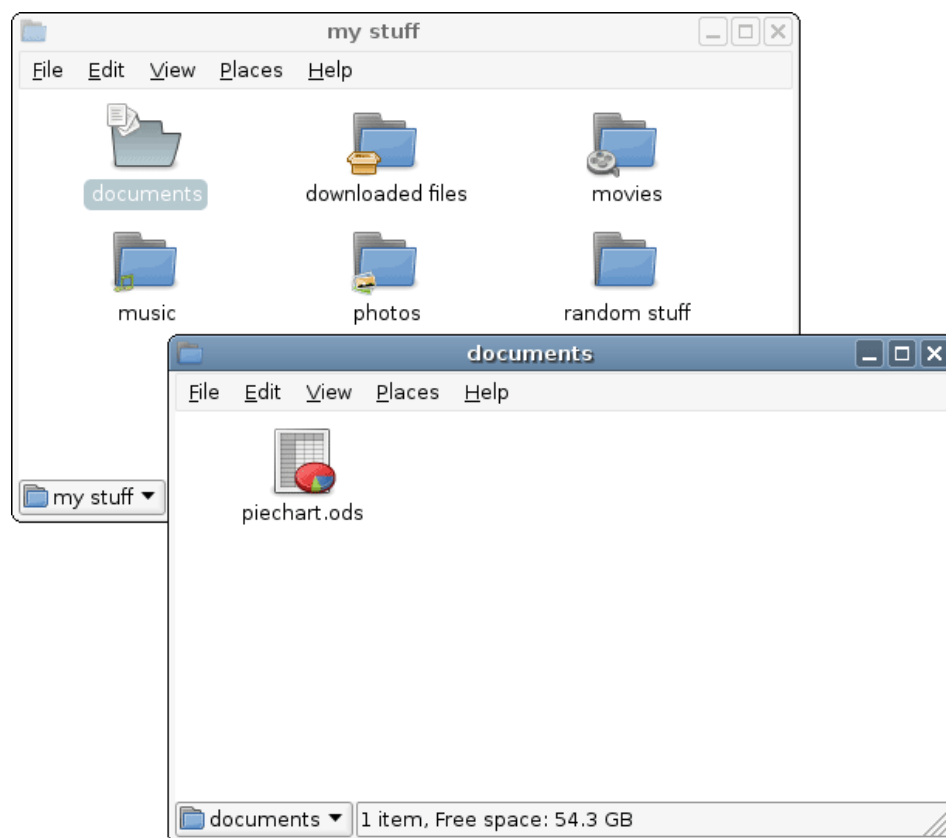 my stuff
File Edit View Places Help
documents downloaded files movies
music photos random stuff
my stuff
documents
File Edit View Places Help
piechart.ods
documents 1 item, Free space: 54.3 GB